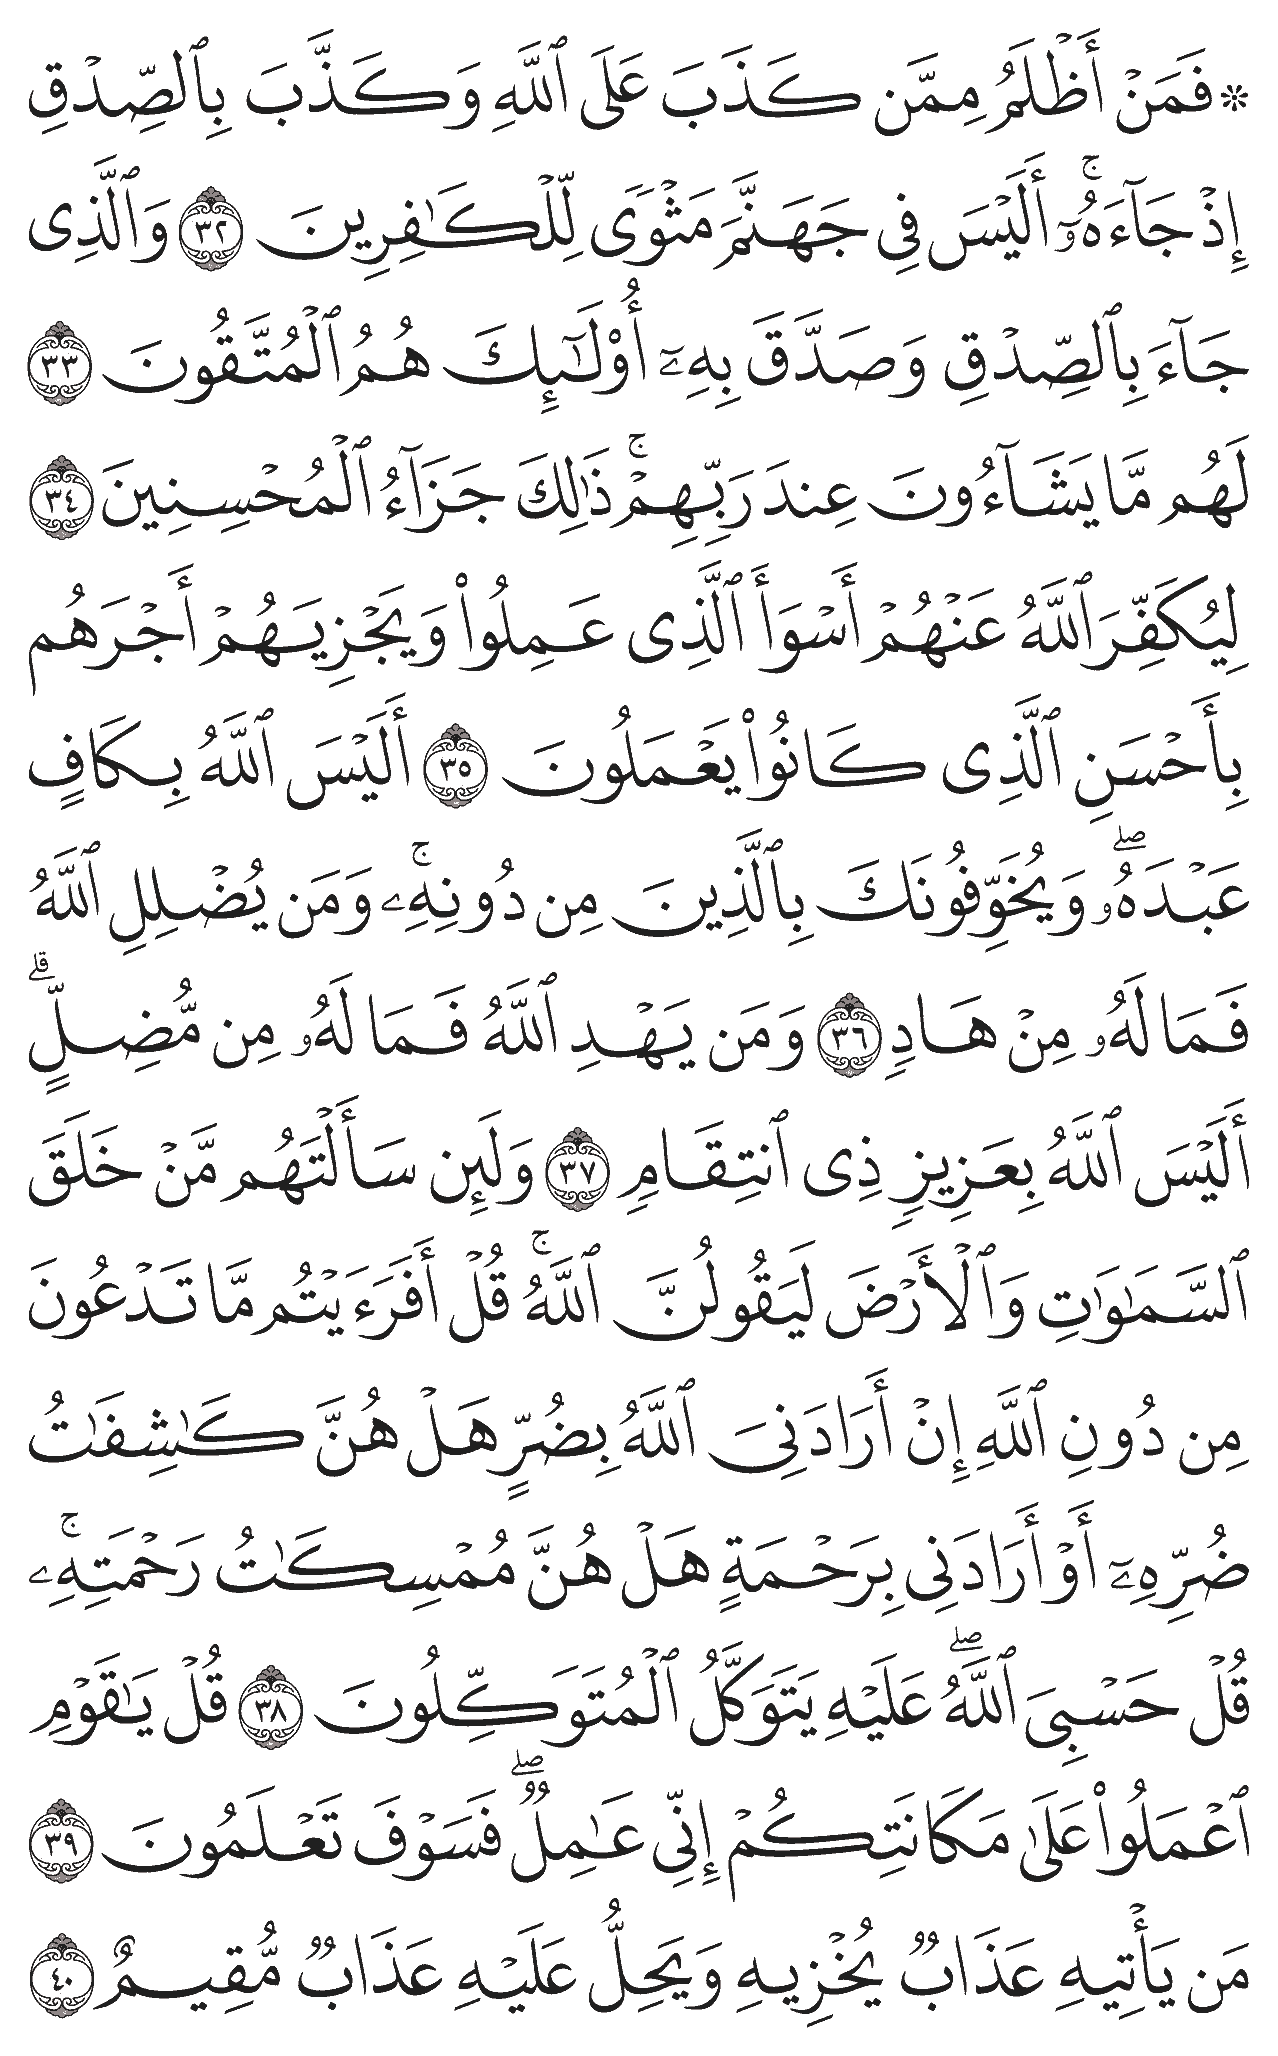 ۞ فَمَنۡ أَظۡلَمُ مِمَّن كَذَبَ عَلَى ٱللَّهِ وَكَذَّبَ بِٱلصِّدۡقِ
إِذۡ جَآءَهُۥٓۚ أَلَيۡسَ فِي جَهَنَّمَ مَثۡوٗى لِّلۡكَٰفِرِينَ ٣٢ وَٱلَّذِي
جَآءَ بِٱلصِّدۡقِ وَصَدَّقَ بِهِۦٓ أُوْلَٰٓئِكَ هُمُ ٱلۡمُتَّقُونَ ٣٣
لَهُم مَّا يَشَآءُونَ عِندَ رَبِّهِمۡۚ ذَٰلِكَ جَزَآءُ ٱلۡمُحۡسِنِينَ ٣٤
لِيُكَفِّرَ ٱللَّهُ عَنۡهُمۡ أَسۡوَأَ ٱلَّذِي عَمِلُواْ وَيَجۡزِيَهُمۡ أَجۡرَهُم
بِأَحۡسَنِ ٱلَّذِي كَانُواْ يَعۡمَلُونَ ٣٥ أَلَيۡسَ ٱللَّهُ بِكَافٍ
عَبۡدَهُۥۖ وَيُخَوِّفُونَكَ بِٱلَّذِينَ مِن دُونِهِۦۚ وَمَن يُضۡلِلِ ٱللَّهُ
فَمَا لَهُۥ مِنۡ هَادٖ ٣٦ وَمَن يَهۡدِ ٱللَّهُ فَمَا لَهُۥ مِن مُّضِلٍّۗ
أَلَيۡسَ ٱللَّهُ بِعَزِيزٖ ذِي ٱنتِقَامٖ ٣٧ وَلَئِن سَأَلۡتَهُم مَّنۡ خَلَقَ
ٱلسَّمَٰوَٰتِ وَٱلۡأَرۡضَ لَيَقُولُنَّ ٱللَّهُۚ قُلۡ أَفَرَءَيۡتُم مَّا تَدۡعُونَ
مِن دُونِ ٱللَّهِ إِنۡ أَرَادَنِيَ ٱللَّهُ بِضُرٍّ هَلۡ هُنَّ كَٰشِفَٰتُ
ضُرِّهِۦٓ أَوۡ أَرَادَنِي بِرَحۡمَةٍ هَلۡ هُنَّ مُمۡسِكَٰتُ رَحۡمَتِهِۦۚ
قُلۡ حَسۡبِيَ ٱللَّهُۖ عَلَيۡهِ يَتَوَكَّلُ ٱلۡمُتَوَكِّلُونَ ٣٨ قُلۡ يَٰقَوۡمِ
ٱعۡمَلُواْ عَلَىٰ مَكَانَتِكُمۡ إِنِّي عَٰمِلٞۖ فَسَوۡفَ تَعۡلَمُونَ ٣٩
مَن يَأۡتِيهِ عَذَابٞ يُخۡزِيهِ وَيَحِلُّ عَلَيۡهِ عَذَابٞ مُّقِيمٌ ٤٠